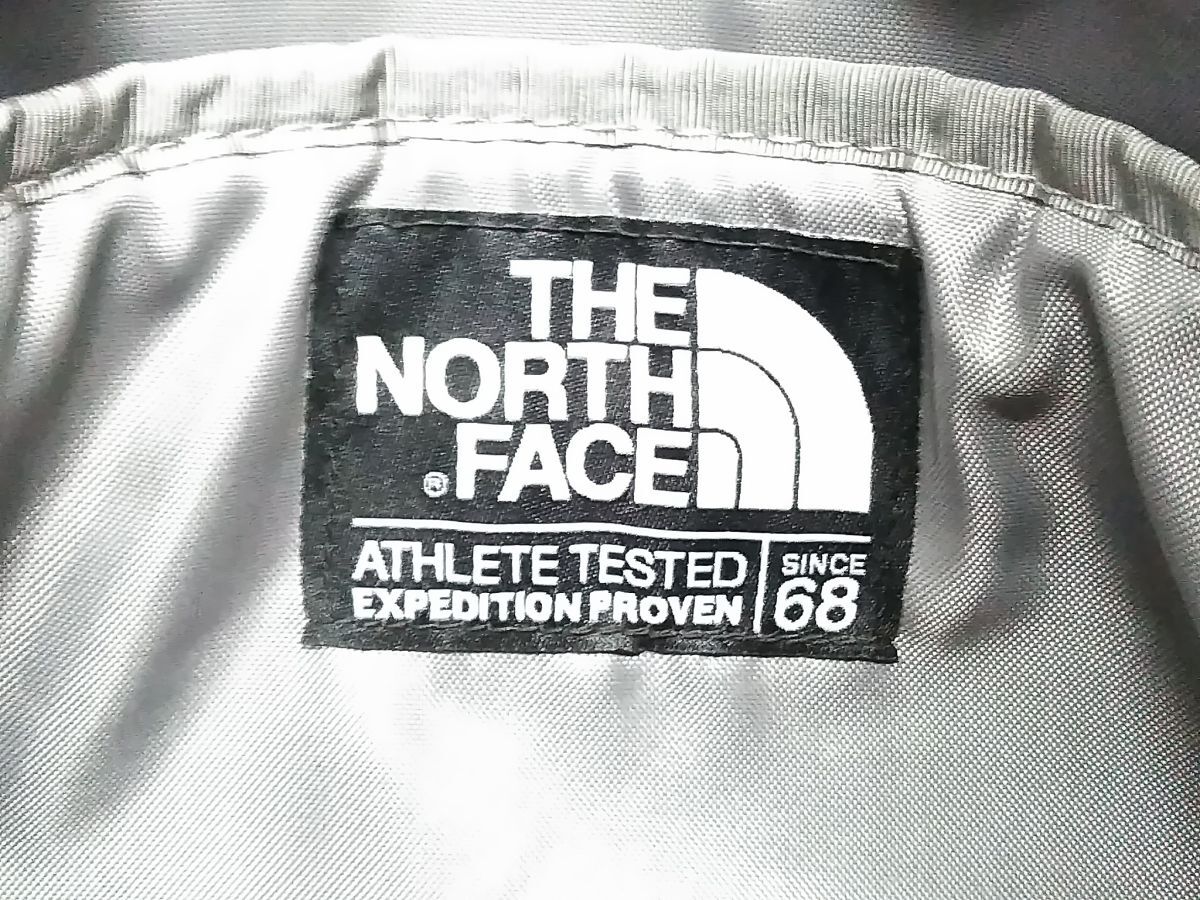 THE
NORTH
® FACE
ATHLETE TESTED
EXPEDITION PROVEN
SINCE
68